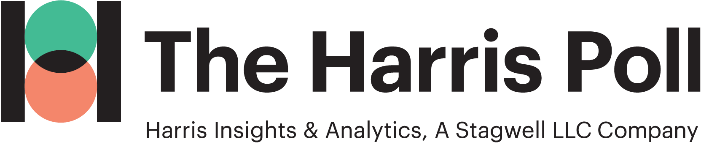 The Harris Poll
Harris Insights & Analytics, A Stagwell LLC Company